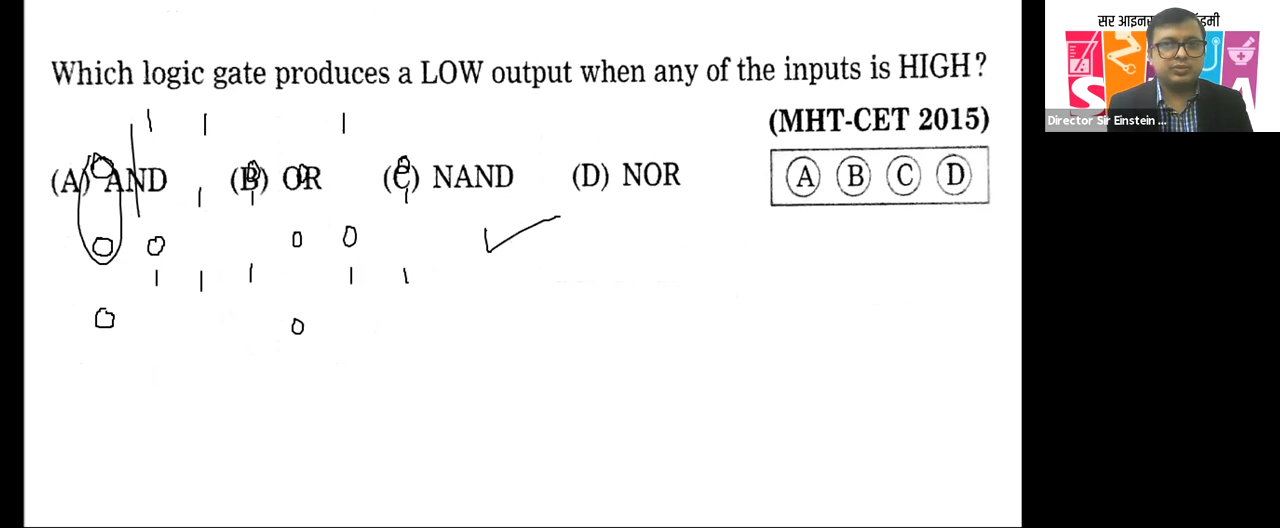 Which logic gate produces a LOW output when any of the inputs is HIGH?
(MHT-CET 2015)
(A) AND (B) OR (C) NAND (D) NOR
A B C D
सर
S A
Director Sir Einstein ...